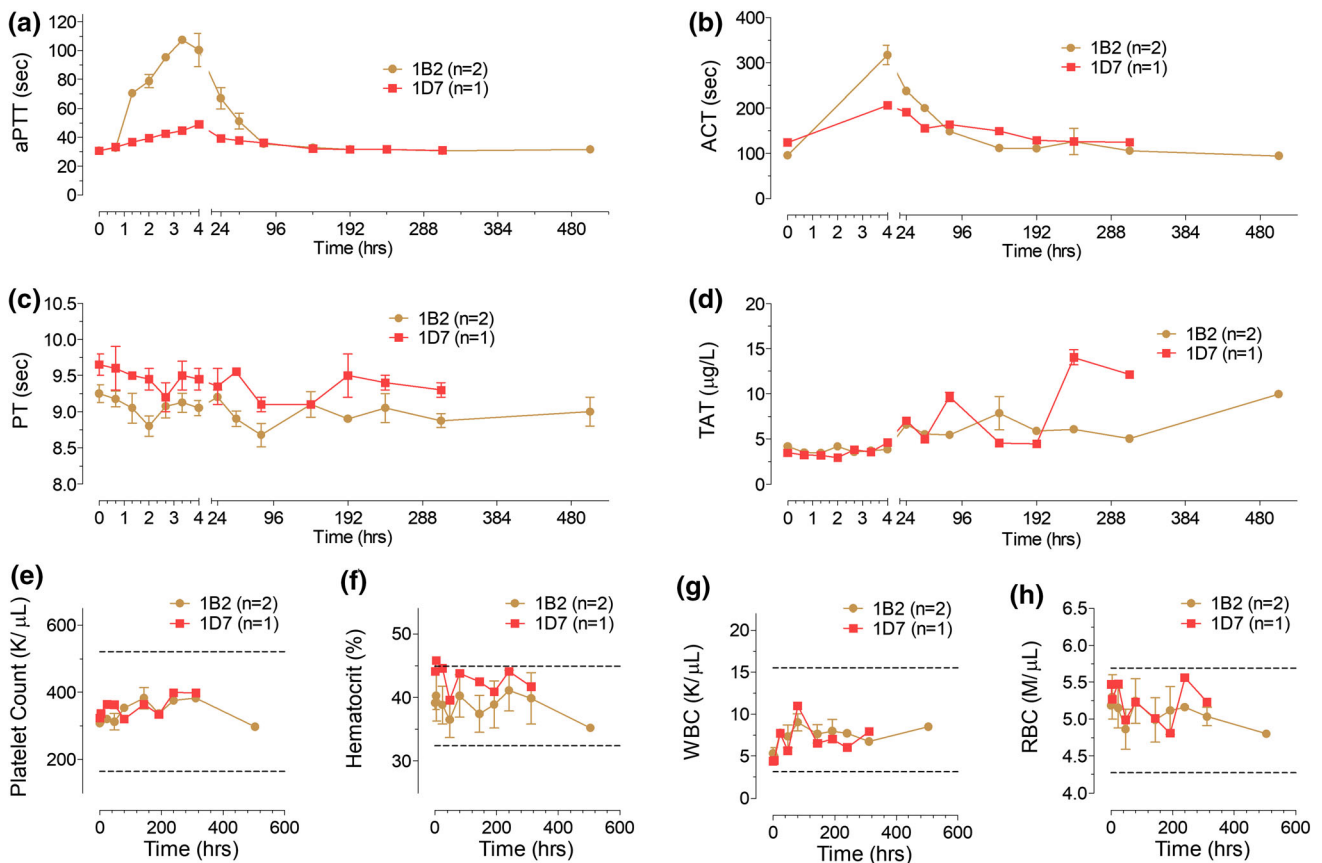 (a)
aPTT (sec)
120
100
80
60
40
20
0
1B2 (n=2)
1D7 (n=1)
0 1 2 3 4 24 96 192 288 384 480
Time (hrs)
(b)
ACT (sec)
400
300
200
100
0
1B2 (n=2)
1D7 (n=1)
0 1 2 3 4 24 96 192 288 384 480
Time (hrs)
(c)
PT (sec)
10.5
10.0
9.5
9.0
8.5
8.0
1B2 (n=2)
1D7 (n=1)
0 1 2 3 4 24 96 192 288 384 480
Time (hrs)
(d)
TAT (μg/L)
20
15
10
5
0
1B2 (n=2)
1D7 (n=1)
0 1 2 3 4 24 96 192 288 384 480
Time (hrs)
(e)
Platelet Count (K/ μL)
600
400
200
1B2 (n=2)
1D7 (n=1)
0 200 400 600
Time (hrs)
(f)
Hematocrit (%)
50
40
30
1B2 (n=2)
1D7 (n=1)
0 200 400 600
Time (hrs)
(g)
WBC (K/μL)
20
15
10
5
0
1B2 (n=2)
1D7 (n=1)
0 200 400 600
Time (hrs)
(h)
RBC (M/μL)
6.5
6.0
5.5
5.0
4.5
4.0
1B2 (n=2)
1D7 (n=1)
0 200 400 600
Time (hrs)